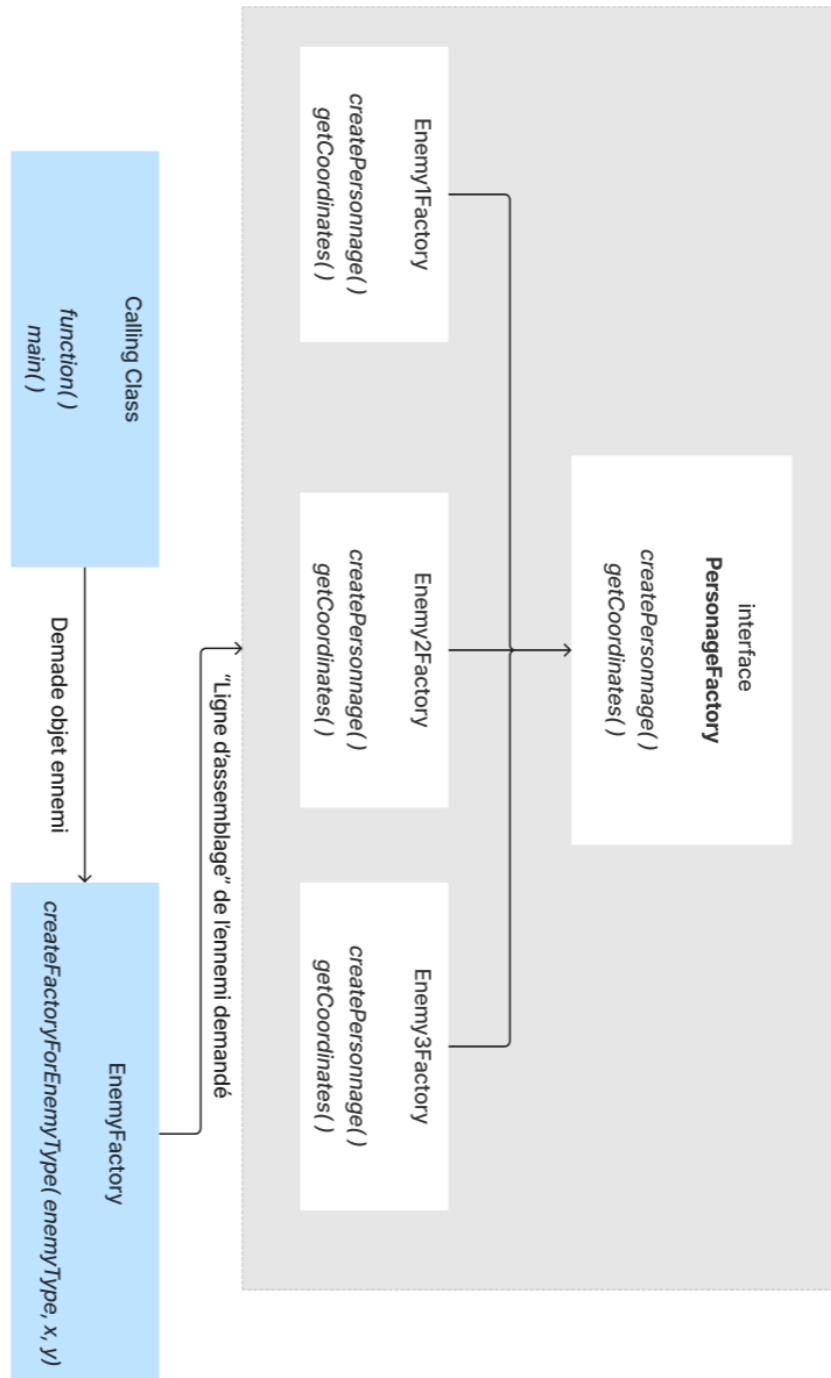 interface
PersonageFactory
createPersonnage( )
getCoordinates( )
Enemy1Factory
createPersonnage( )
getCoordinates( )
Enemy2Factory
createPersonnage( )
getCoordinates( )
Enemy3Factory
createPersonnage( )
getCoordinates( )
“Ligne d’assemblage” de l’ennemi demandé
Calling Class
function( )
main( )
Demade objet ennemi
EnemyFactory
createFactoryForEnemyType( enemyType, x, y)